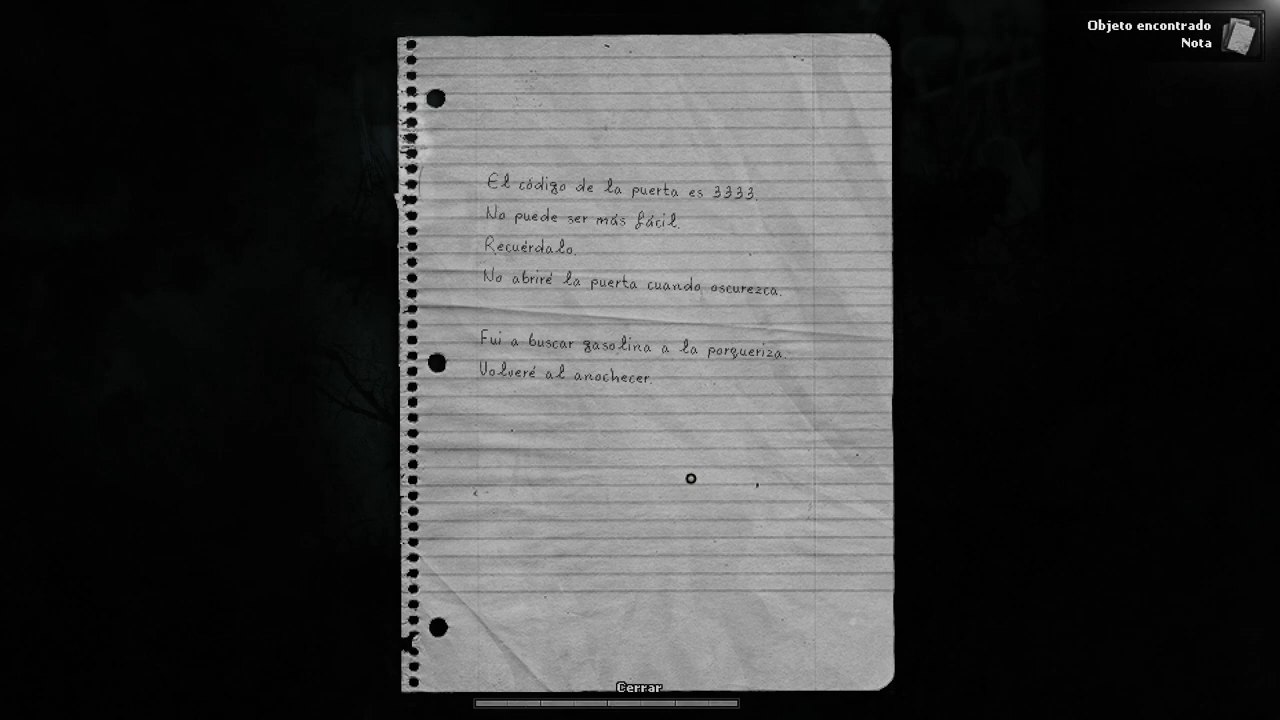 Objeto encontrado
Nota
El código de la puerta es 3333.
No puede ser más fácil.
Recuérdalo.
No abriré la puerta cuando oscurezca.
Fui a buscar gasolina a la porqueriza.
Volveré al anochecer.
Cerrar